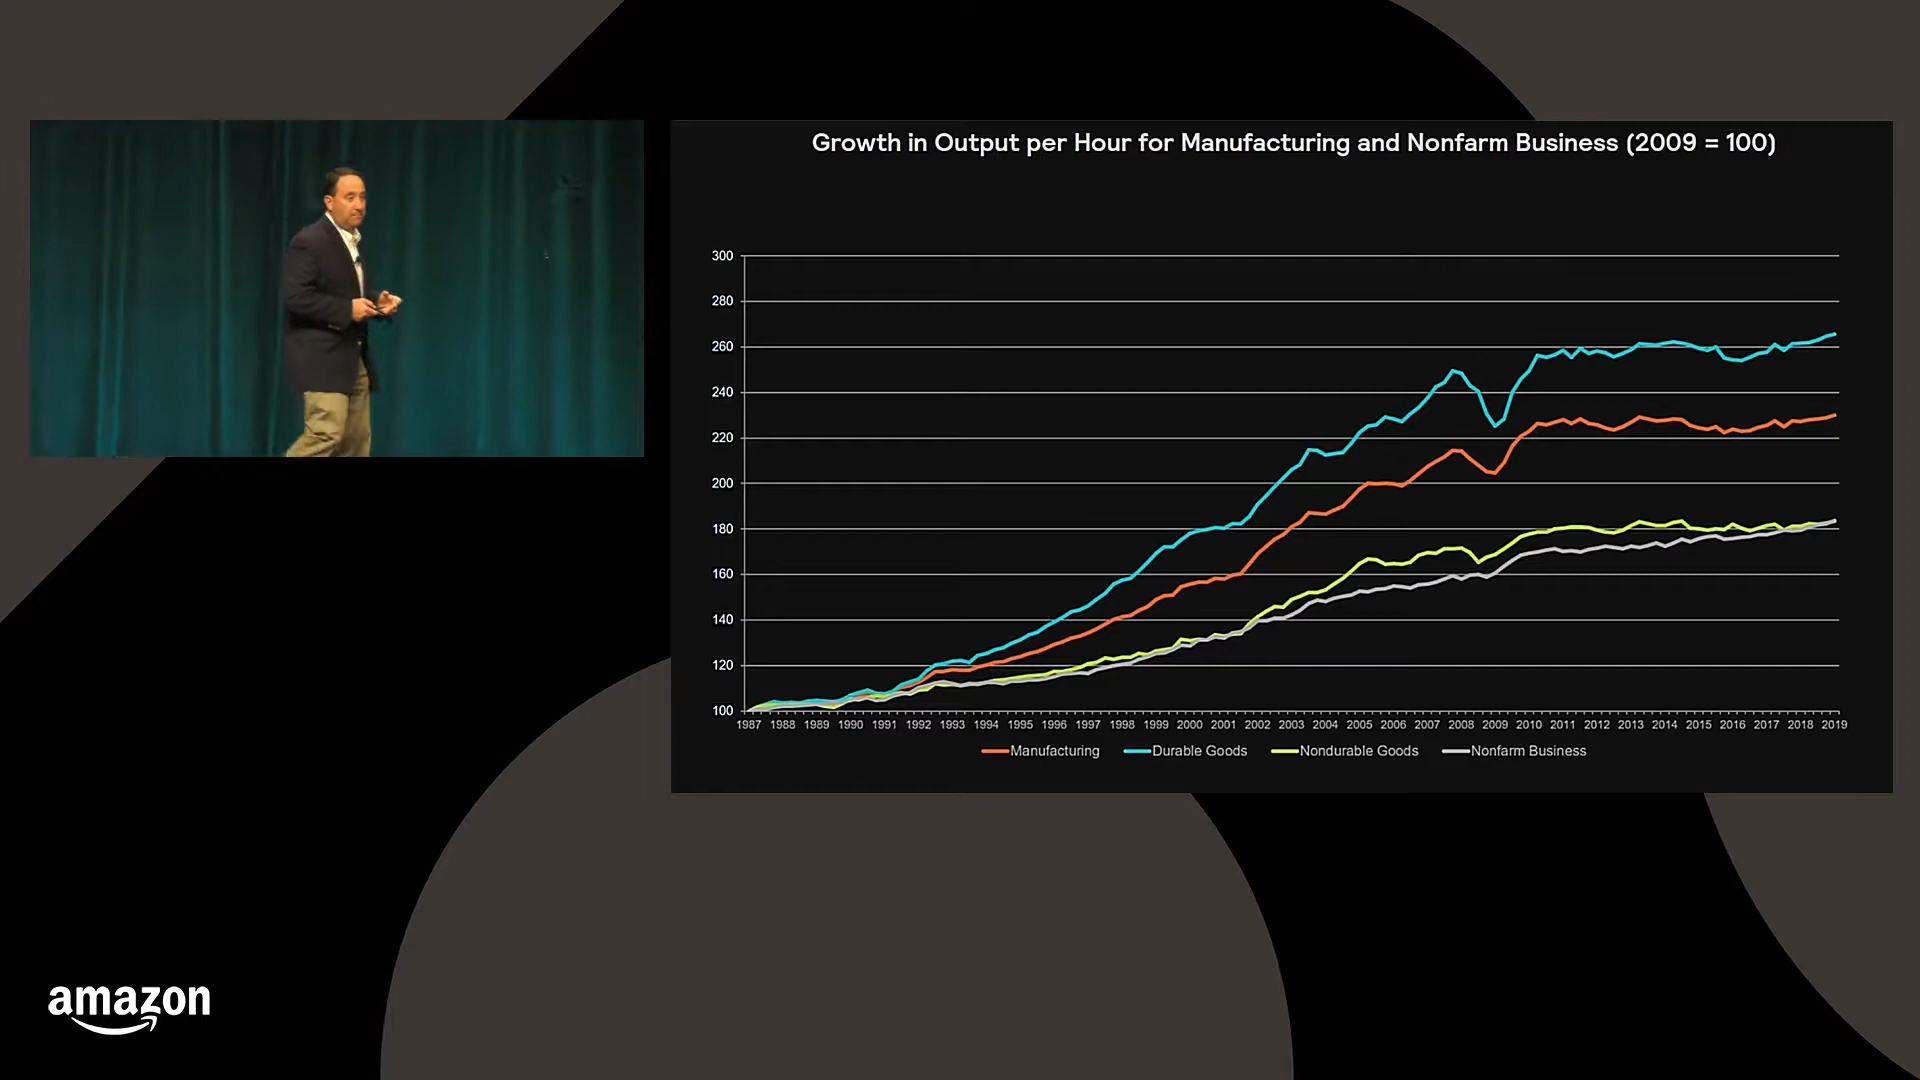 Growth in Output per Hour for Manufacturing and Nonfarm Business (2009 = 100)
300
280
260
240
220
200
180
160
140
120
100
1987 1988 1989 1990 1991 1992 1993 1994 1995 1996 1997 1998 1999 2000 2001 2002 2003 2004 2005 2006 2007 2008 2009 2010 2011 2012 2013 2014 2015 2016 2017 2018 2019
Manufacturing Durable Goods Nondurable Goods Nonfarm Business
amazon